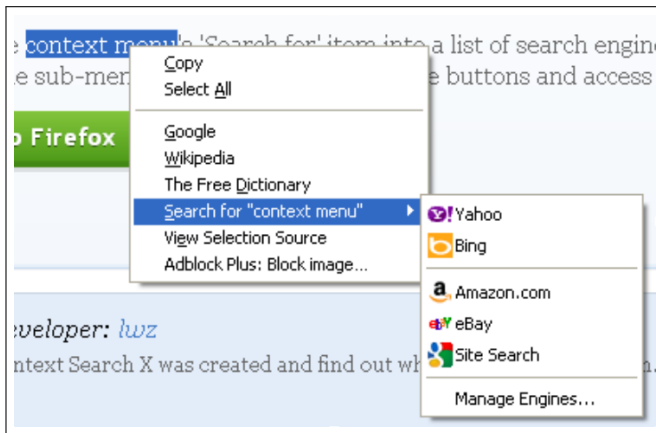 e context menu's 'Search for' item into a list of search engine
e sub-men e buttons and access
o Firefox
Copy
Select All
Google
Wikipedia
The Free Dictionary
Search for "context menu"
View Selection Source
Adblock Plus: Block image...
Yahoo
Bing
Amazon.com
eBay
Site Search
Manage Engines...
eveloper: lwz
ntext Search X was created and find out wh n.